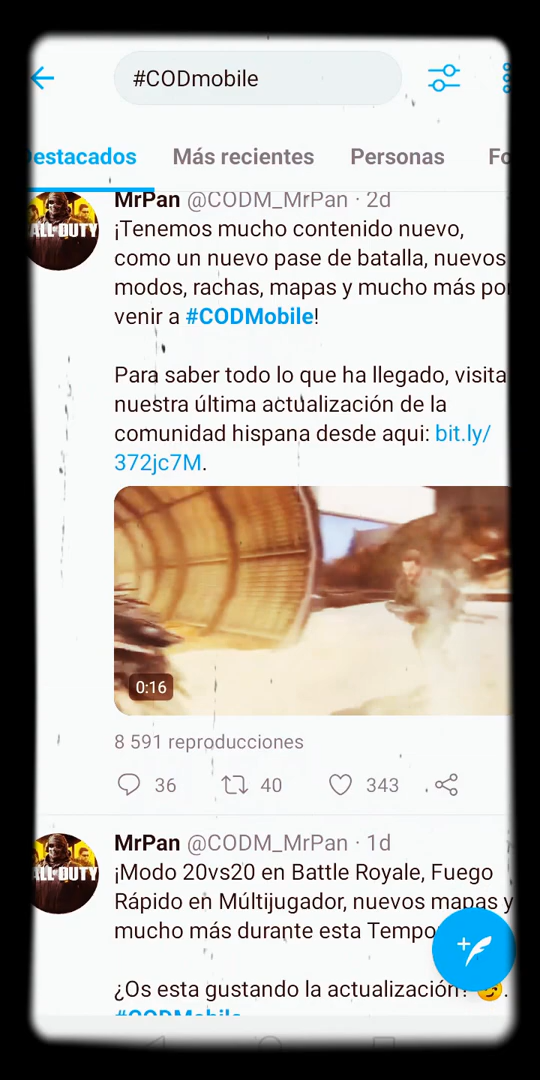 #CODmobile
Destacados Más recientes Personas
MrPan @CODM_MrPan · 2d
¡Tenemos mucho contenido nuevo,
como un nuevo pase de batalla, nuevos
modos, rachas, mapas y mucho más por
venir a #CODMobile!
Para saber todo lo que ha llegado, visita
nuestra última actualización de la
comunidad hispana desde aqui: bit.ly/
372jc7M.
0:16
8 591 reproducciones
36 40 343
MrPan @CODM_MrPan · 1d
¡Modo 20vs20 en Battle Royale, Fuego
Rápido en Múltijugador, nuevos mapas y
mucho más durante esta
¿Os esta gustando la actualización? 😏.
#CODMobile